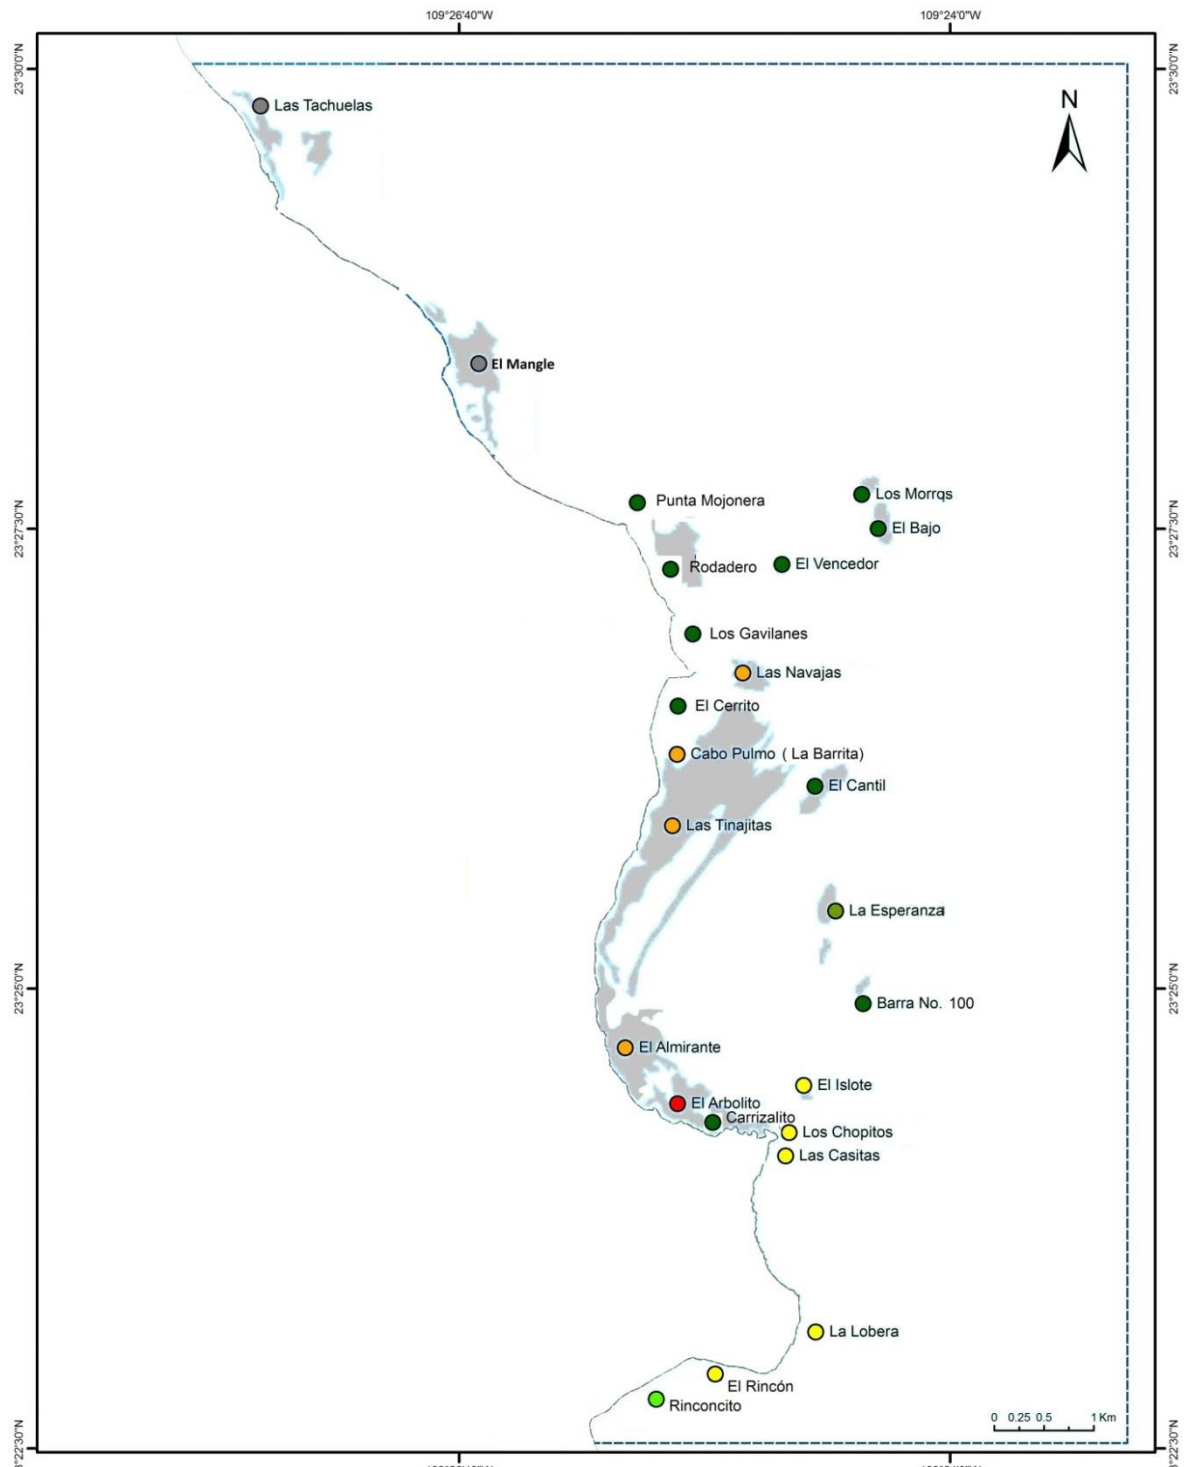 109°26'40"W
109°24'0"W
23°30'0"N
23°30'0"N
N
Las Tachuelas
El Mangle
Punta Mojonera
Los Morrqs
23°27'30"N
El Bajo
23°27'30"N
Rodadero
El Vencedor
Los Gavilanes
Las Navajas
El Cerrito
Cabo Pulmo ( La Barrita)
El Cantil
Las Tinajitas
La Esperanza
23°25'0"N
23°25'0"N
Barra No. 100
El Almirante
El Islote
El Arbolito
Carrizalito
Los Chopitos
Las Casitas
La Lobera
El Rincón
Rinconcito
0 0.25 0.5 1 Km